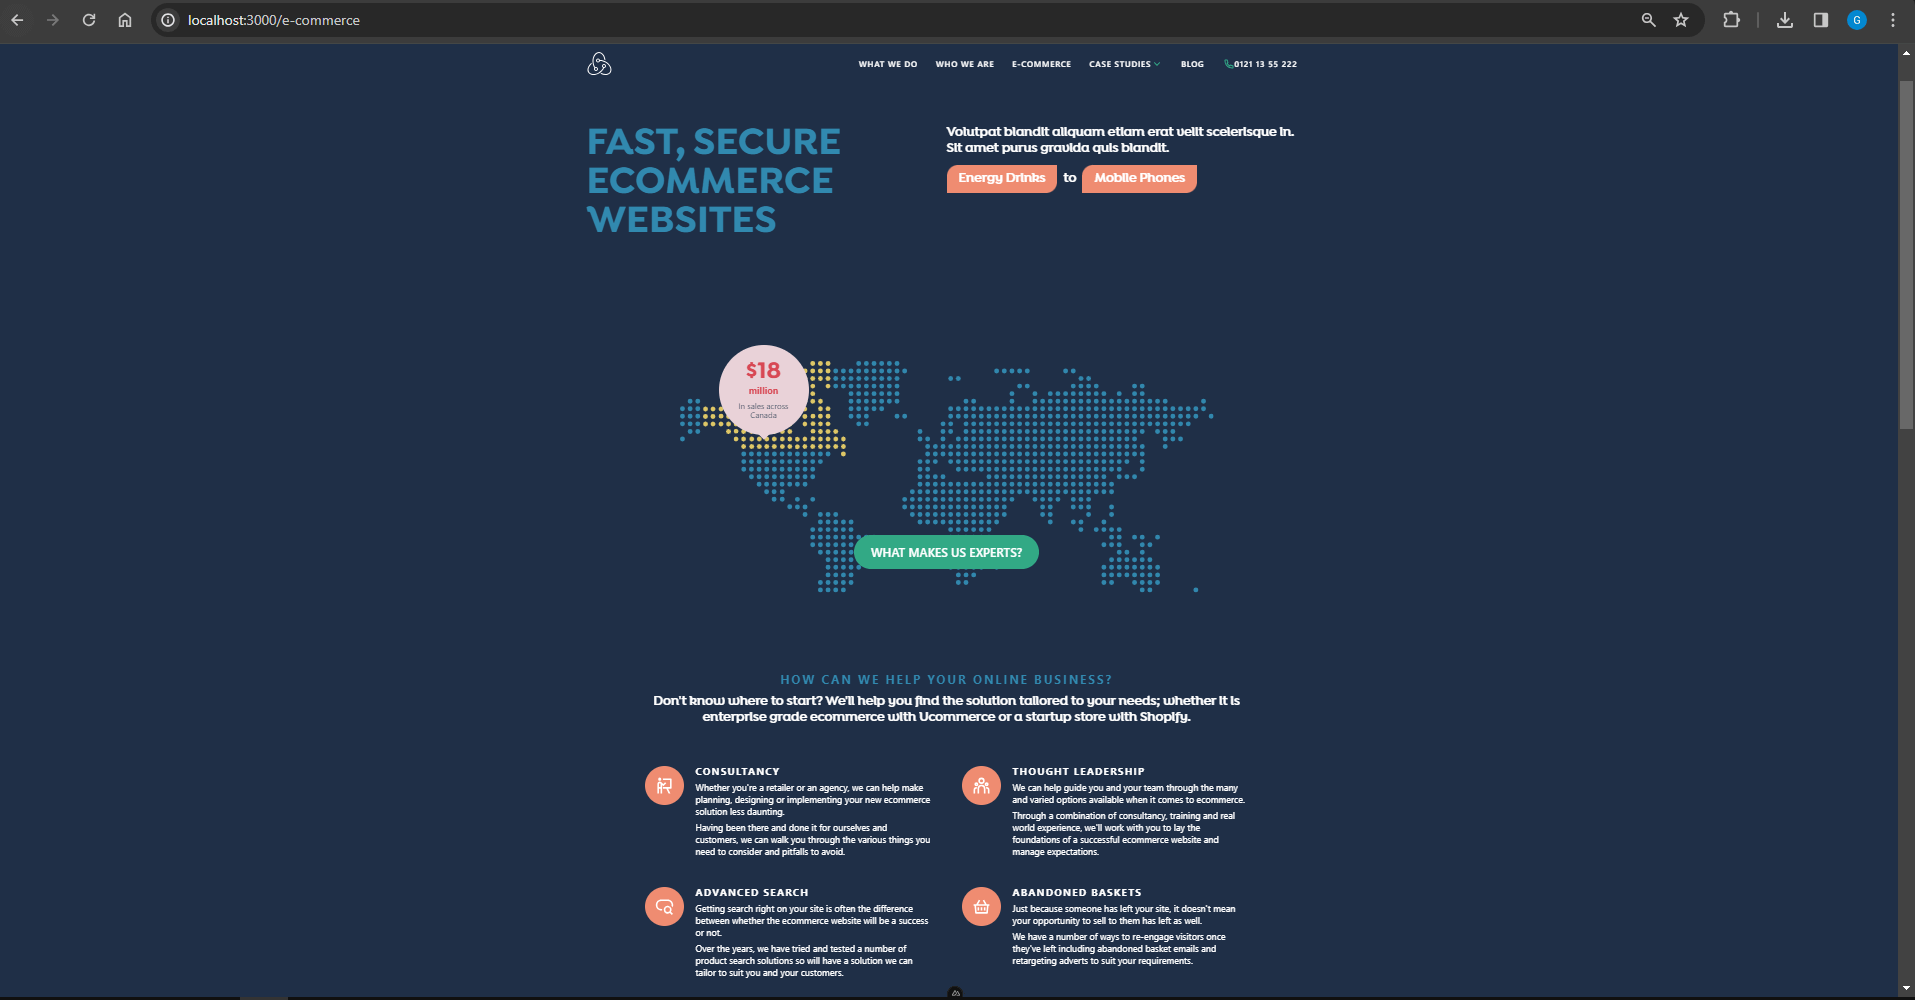 localhost:3000/e-commerce
G
WHAT WE DO
WHO WE ARE
E-COMMERCE
CASE STUDIES
BLOG
0121 13 55 222
FAST, SECURE
ECOMMERCE
WEBSITES
Volutpat blandit aliquam etiam erat velit scelerisque in.
Sit amet purus gravida quis blandit.
Energy Drinks to Mobile Phones
$18
million
In sales across
Canada
WHAT MAKES US EXPERTS?
HOW CAN WE HELP YOUR ONLINE BUSINESS?
Don't know where to start? We'll help you find the solution tailored to your needs; whether it is
enterprise grade ecommerce with Ucommerce or a startup store with Shopify.
CONSULTANCY
Whether you're a retailer or an agency, we can help make
planning, designing or implementing your new ecommerce
solution less daunting.
Having been there and done it for ourselves and
customers, we can walk you through the various things you
need to consider and pitfalls to avoid.
THOUGHT LEADERSHIP
We can help guide you and your team through the many
and varied options available when it comes to ecommerce.
Through a combination of consultancy, training and real
world experience, we'll work with you to lay the
foundations of a successful ecommerce website and
manage expectations.
ADVANCED SEARCH
Getting search right on your site is often the difference
between whether the ecommerce website will be a success
or not.
Over the years, we have tried and tested a number of
product search solutions so will have a solution we can
tailor to suit you and your customers.
ABANDONED BASKETS
Just because someone has left your site, it doesn't mean
your opportunity to sell to them has left as well.
We have a number of ways to re-engage visitors once
they've left including abandoned basket emails and
retargeting adverts to suit your requirements.